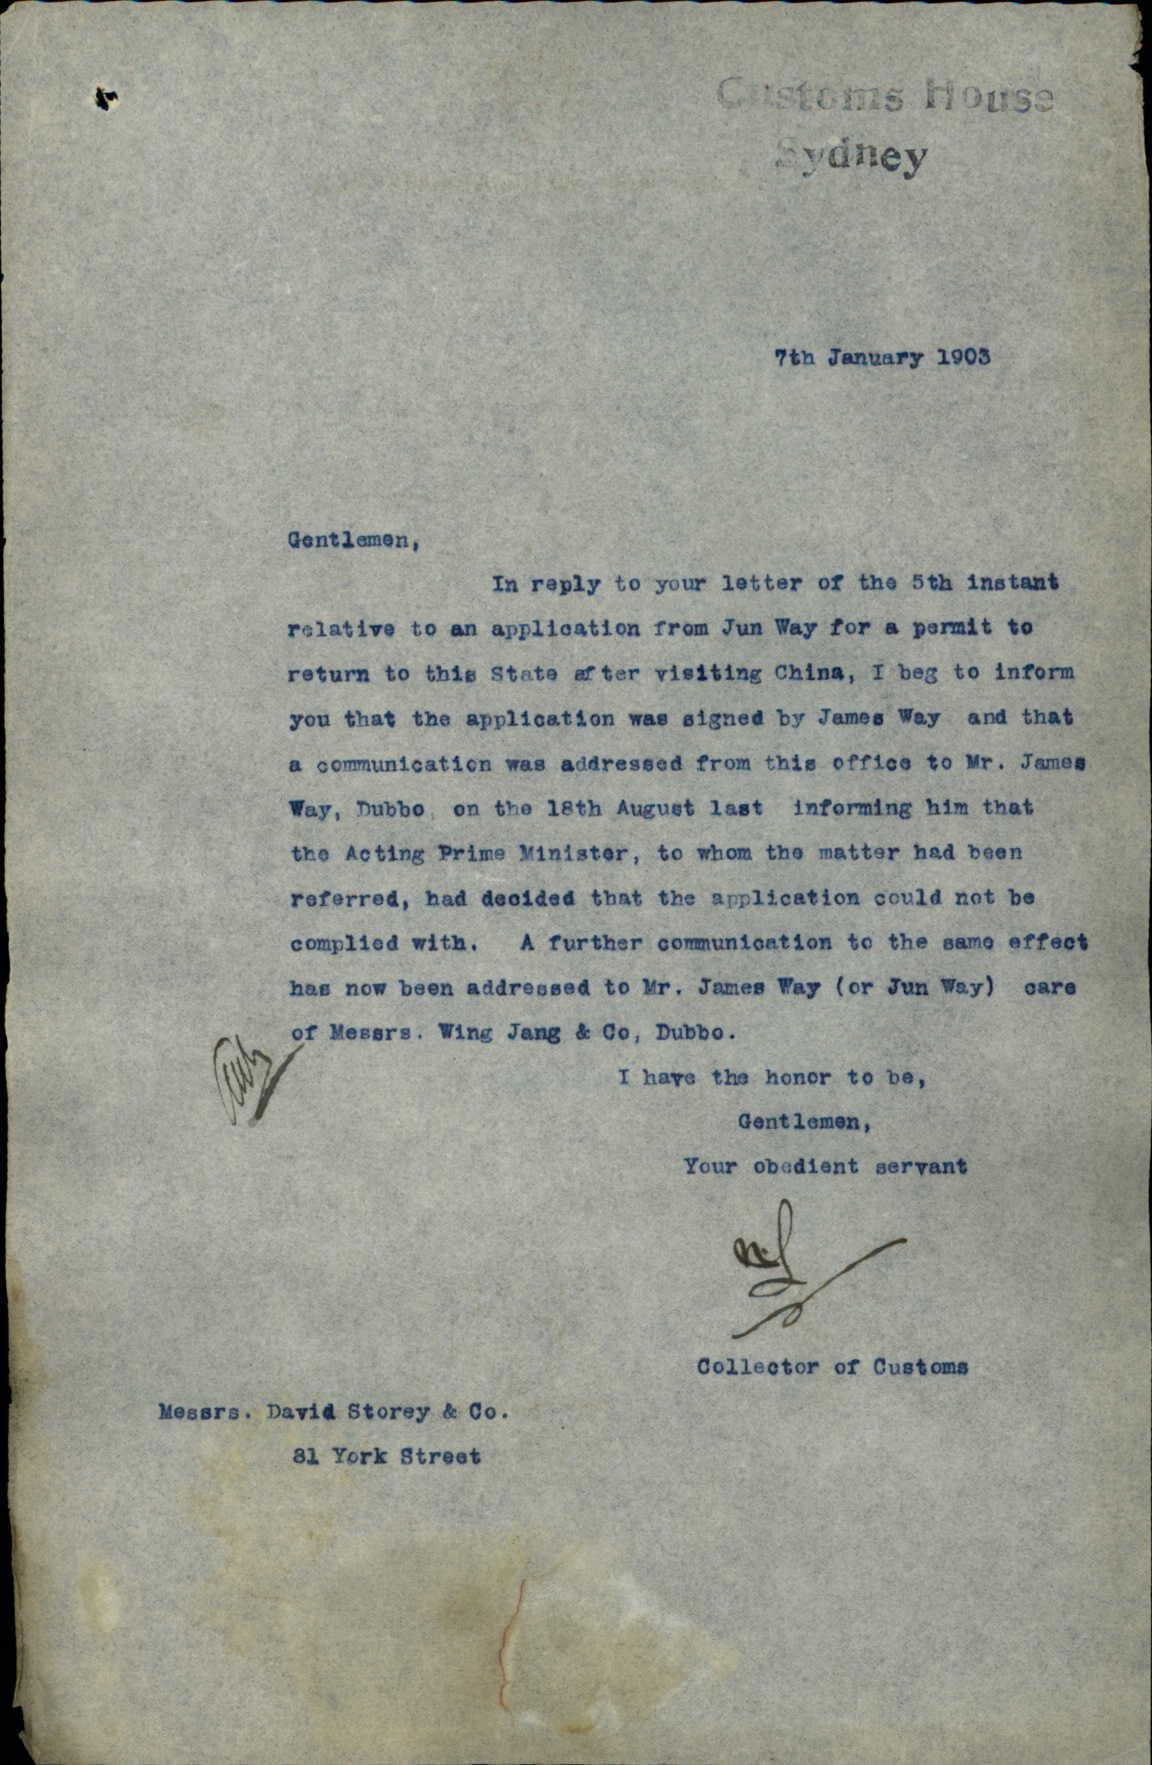 Customs House
Sydney
7th January 1903
Gentlemen,
In reply to your letter of the 5th instant
relative to an application from Jun Way for a permit to
return to this State after visiting China, I beg to inform
you that the application was signed by James Way and that
a communication was addressed from this office to Mr. James
Way, Dubbo, on the 18th August last informing him that
the Acting Prime Minister, to whom the matter had been
referred, had decided that the application could not be
complied with. A further communication to the same effect
has now been addressed to Mr. James Way (or Jun Way) care
of Messrs. Wing Jang & Co, Dubbo.
I have the honor to be,
Gentlemen,
Your obedient servant
Collector of Customs
Messrs. David Storey & Co.
81 York Street